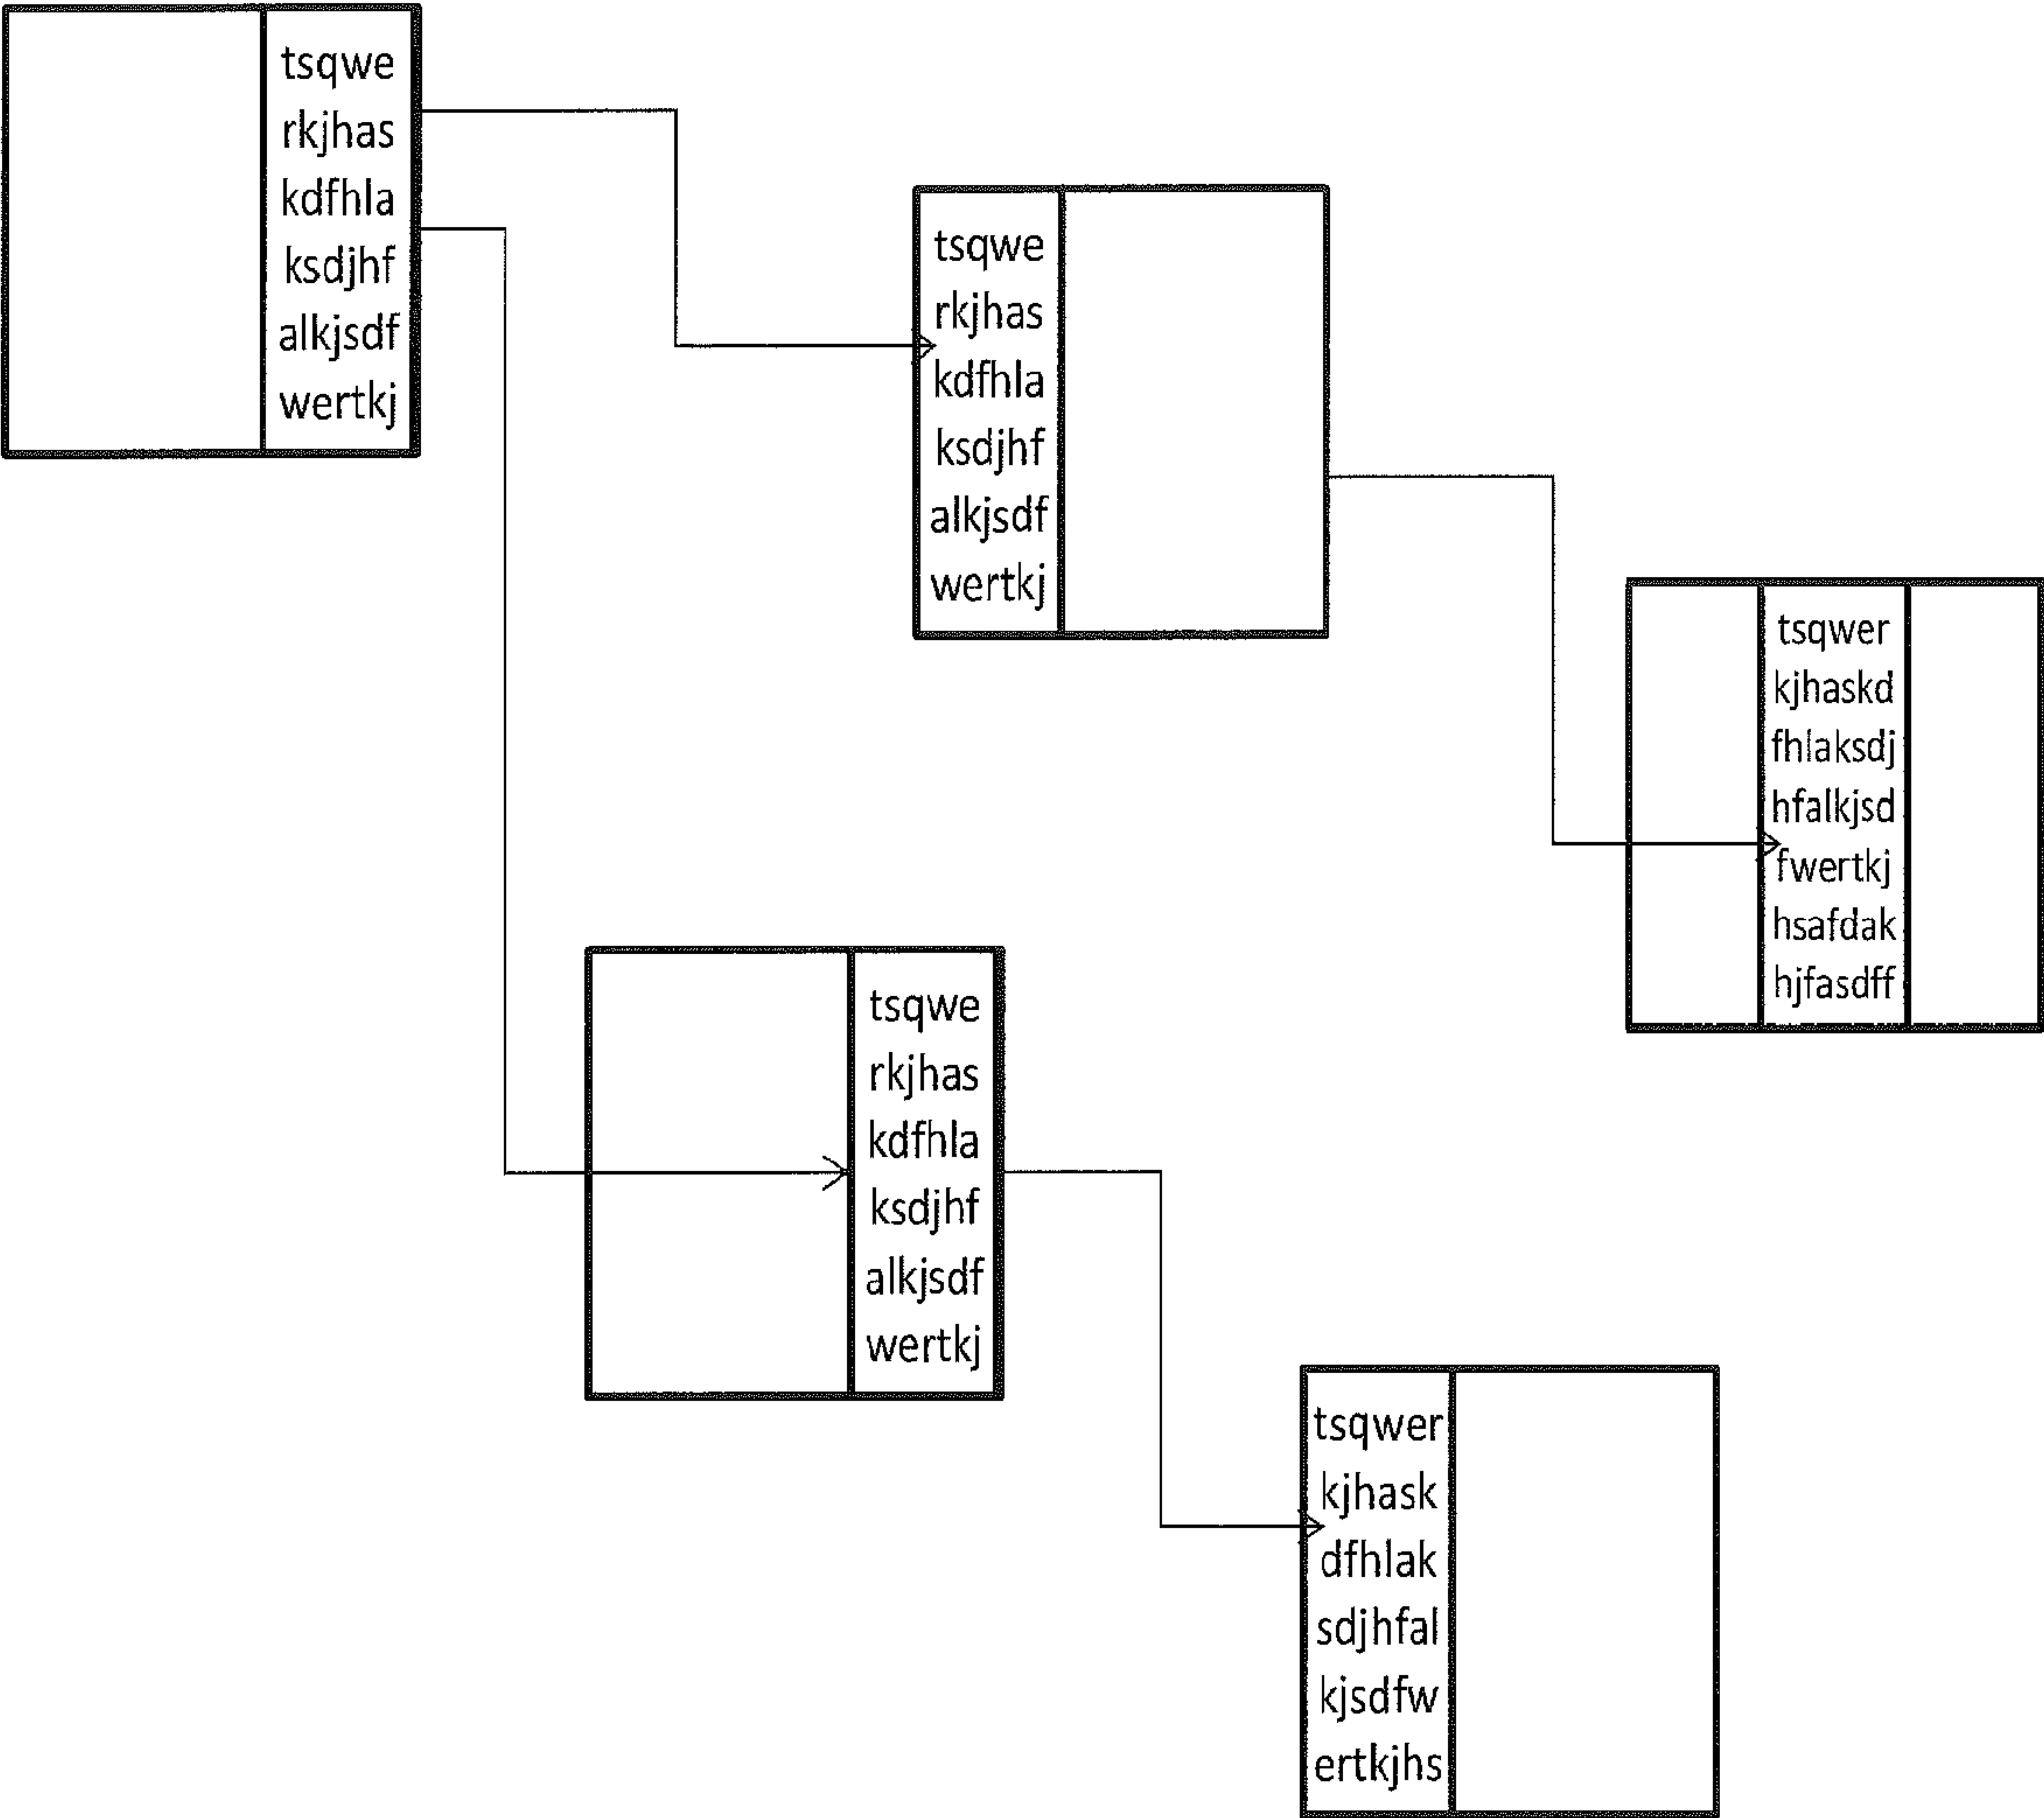 tsqwe
rkjhas
kdfhla
ksdjhf
alkjsdf
wertkj
tsqwe
rkjhas
kdfhla
ksdjhf
alkjsdf
wertkj
tsqwer
kjhaskd
fhlaksdj
hfalkjsd
fwertkj
hsafdak
hjfasdff
tsqwe
rkjhas
kdfhla
ksdjhf
alkjsdf
wertkj
tsqwer
kjhask
dfhlak
sdjhfal
kjsdfw
ertkjhs